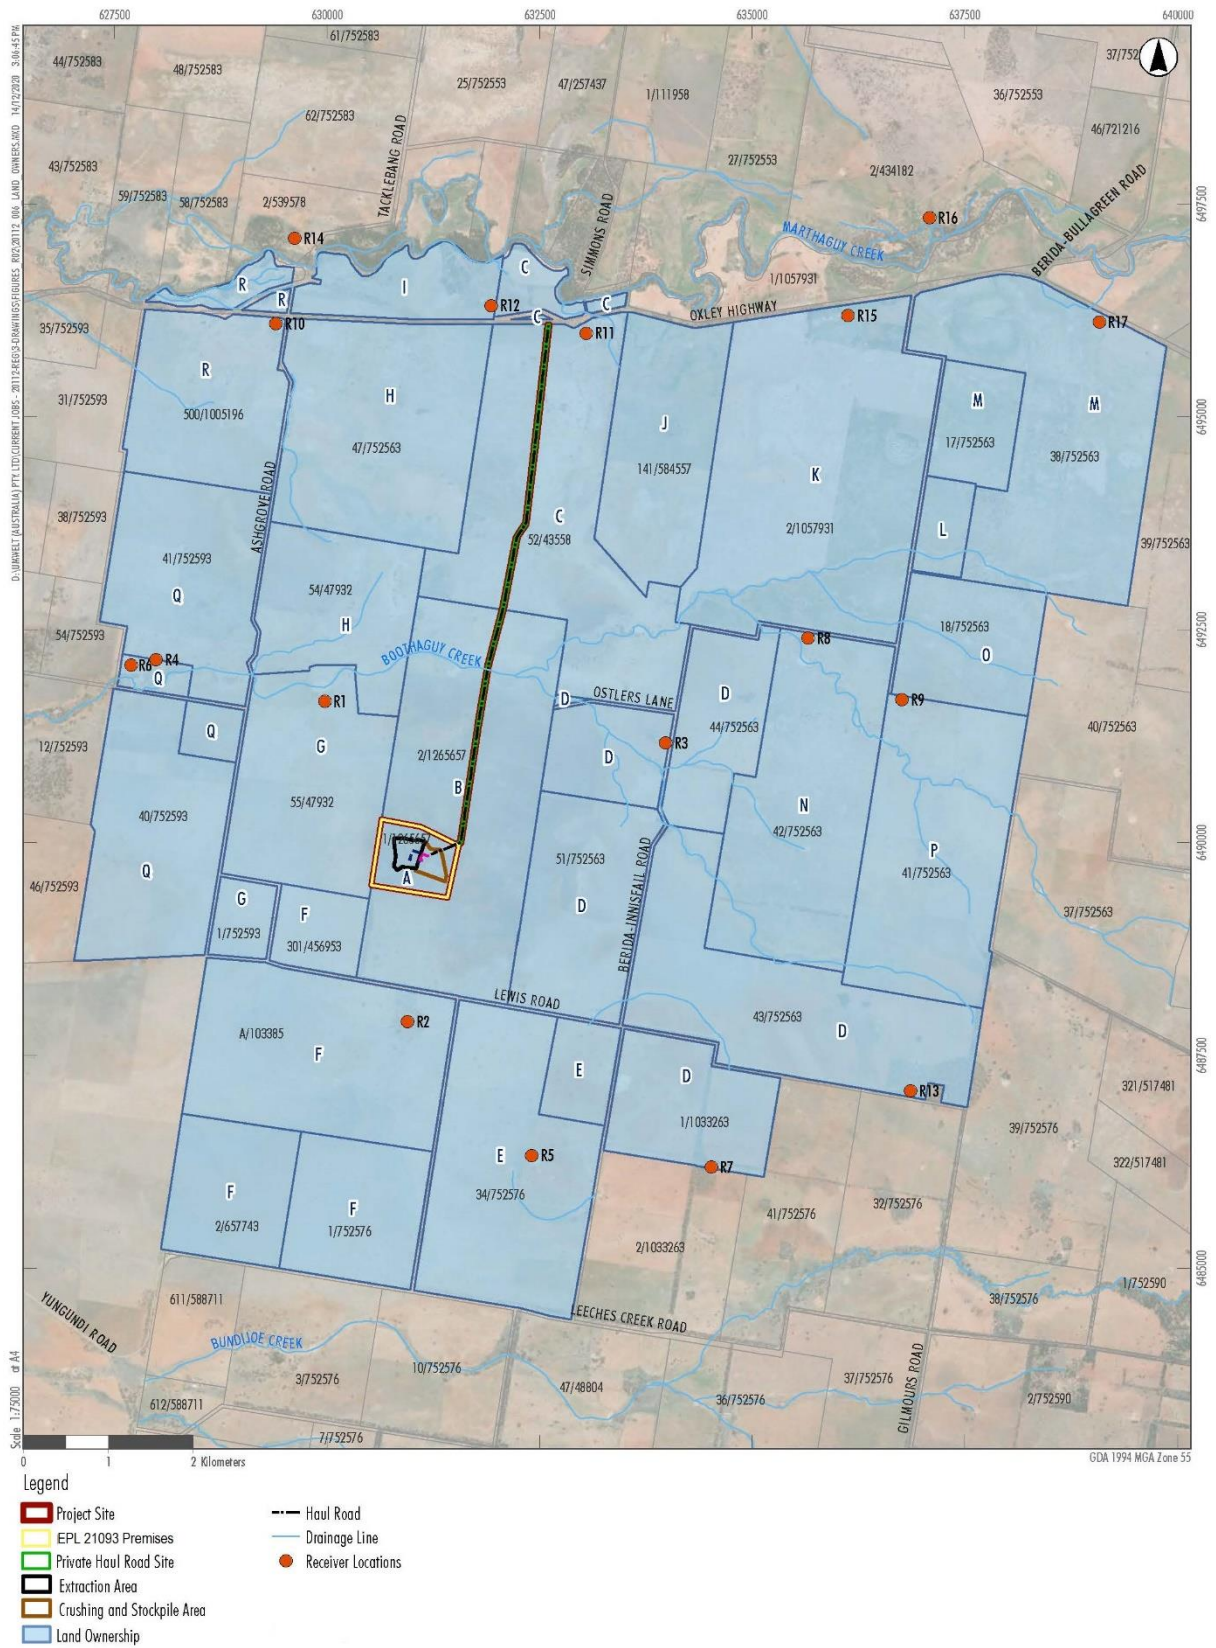 627500
630000
632500
635000
637500
640000
61/752583
44/752583
48/752583
25/752553
47/257437
37/752
1/111958
36/752553
62/752583
46/721216
TACKLEBANG ROAD
43/752583
27/752553
2/434182
59/752583
58/752583
2/539578
SIMMONS ROAD
BERIDA-BULLAGREEN ROAD
6497500
R16
R14
MARTHAGUY CREEK
C
1/1057931
R
I
R
R12
C
OXLEY HIGHWAY
C
R15
R10
R11
R17
35/752593
R
H
M
M
31/752593
500/1005196
J
6495000
47/752563
17/752563
38/752563
141/584557
K
ASHGROVE ROAD
38/752593
C
52/43558
2/1057931
L
39/752563
41/752593
Q
54/47932
H
18/752563
6492500
54/752593
R8
BOOTHAGUY CREEK
O
R6
R4
Q
OSTLERS LANE
D
D
R1
R9
Q
44/752563
40/752563
12/752593
G
R3
2/1265657
D
B
55/47932
N
40/752593
42/752563
6490000
1/1265657
P
51/752563
41/752563
46/752593
Q
A
G
F
D
37/752563
1/752593
301/456953
BERIDA-INNISFAIL ROAD
LEWIS ROAD
43/752563
D
A/103385
R2
F
E
D
6487500
R13
321/517481
1/1033263
39/752576
E
R5
R7
322/517481
F
F
34/752576
2/657743
1/752576
41/752576
32/752576
2/1033263
6485000
1/752590
611/588711
LEECHES CREEK ROAD
38/752576
YUNGUNDI ROAD
BUNDIJOE CREEK
3/752576
10/752576
37/752576
GILMOURS ROAD
612/588711
47/48804
36/752576
2/752590
7/752576
Scale 1:75000 at A4
0 1 2 Kilometers
GDA 1994 MGA Zone 55
Legend
Project Site
EPL 21093 Premises
Private Haul Road Site
Extraction Area
Crushing and Stockpile Area
Land Ownership
Haul Road
Drainage Line
Receiver Locations